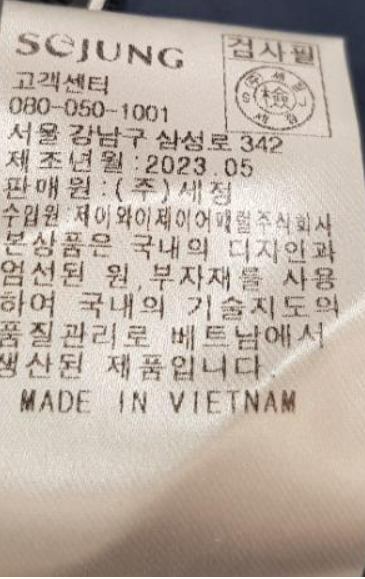 SEJUNG
검사필
고객센터
080-050-1001
서울 강남구 삼성로 342
제조년월 : 2023.05
판매원 : (주)세정
수입원:제이와이제이어패럴주식회사
본상품은 국내의 디자인과
엄선된 원,부자재를 사용
하여 국내의 기술지도와
품질관리로 베트남에서
생산된 제품입니다.
MADE IN VIETNAM